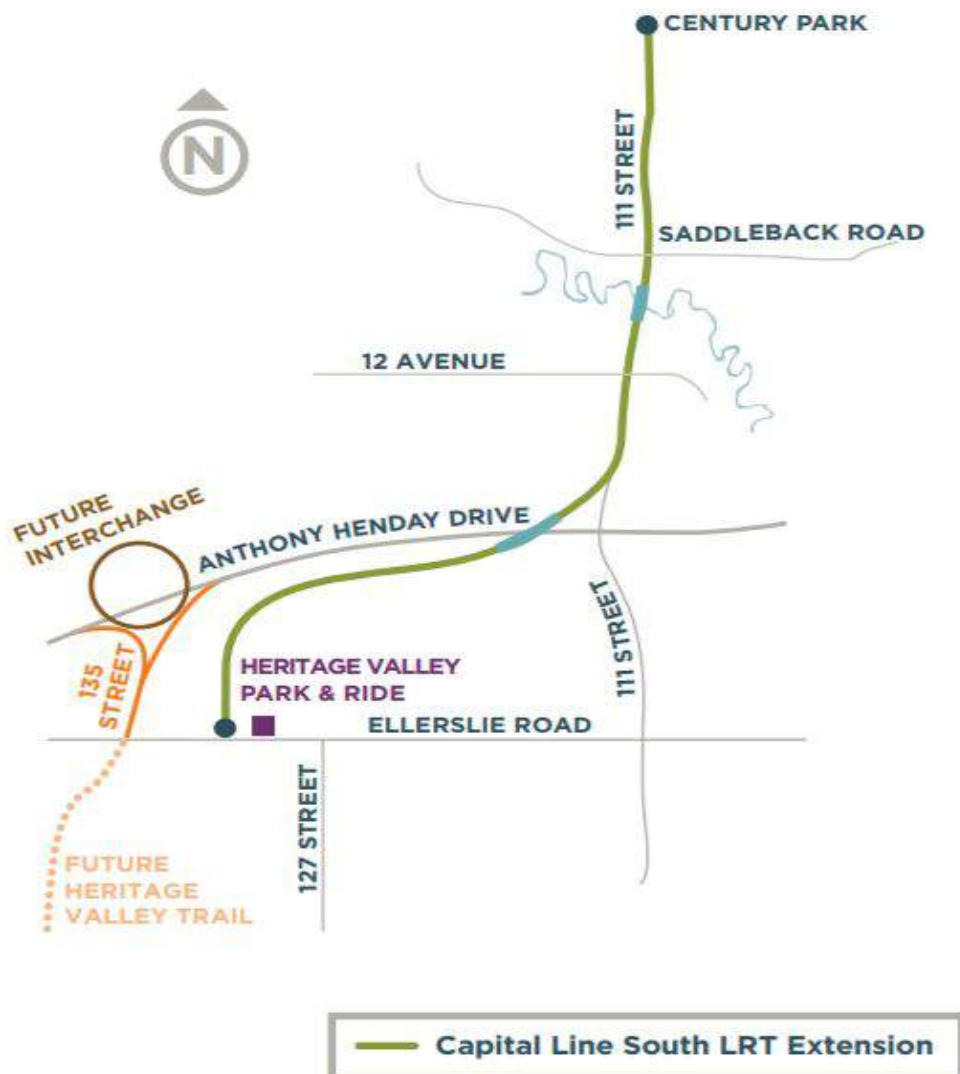 CENTURY PARK
N
111 STREET
SADDLEBACK ROAD
12 AVENUE
FUTURE
INTERCHANGE
ANTHONY HENDAY DRIVE
135
STREET
HERITAGE VALLEY
PARK & RIDE
111 STREET
ELLERSLIE ROAD
127 STREET
FUTURE
HERITAGE
VALLEY TRAIL
Capital Line South LRT Extension